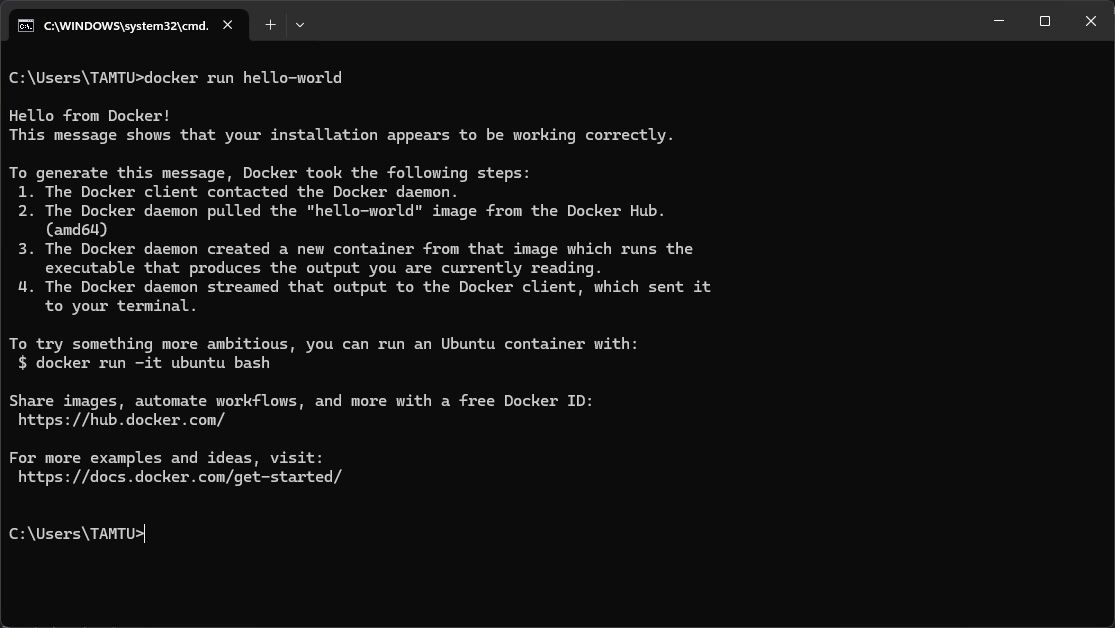 C:\WINDOWS\system32\cmd.
C:\Users\TAMTU>docker run hello-world
Hello from Docker!
This message shows that your installation appears to be working correctly.
To generate this message, Docker took the following steps:
1. The Docker client contacted the Docker daemon.
2. The Docker daemon pulled the "hello-world" image from the Docker Hub.
(amd64)
3. The Docker daemon created a new container from that image which runs the
executable that produces the output you are currently reading.
4. The Docker daemon streamed that output to the Docker client, which sent it
to your terminal.
To try something more ambitious, you can run an Ubuntu container with:
$ docker run -it ubuntu bash
Share images, automate workflows, and more with a free Docker ID:
https://hub.docker.com/
For more examples and ideas, visit:
https://docs.docker.com/get-started/
C:\Users\TAMTU>